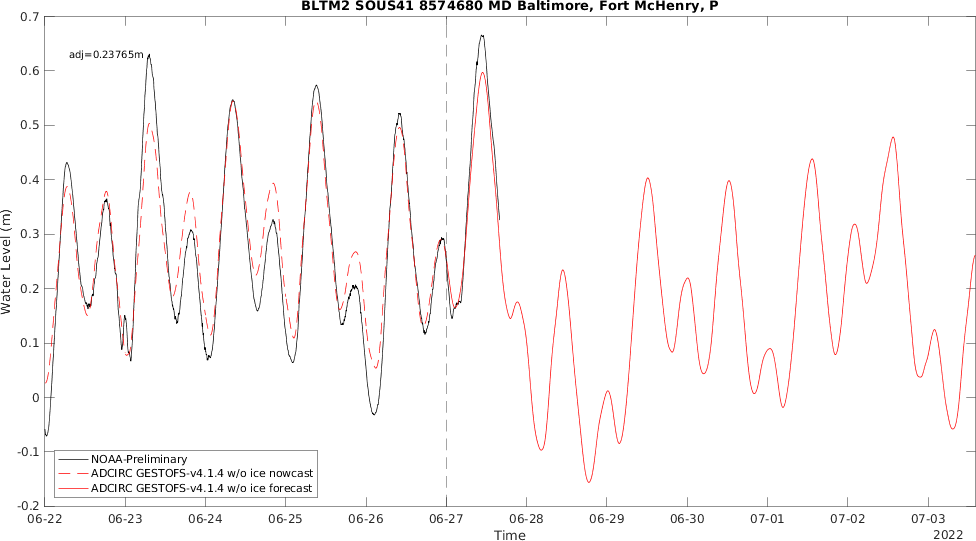 BLTM2 SOUS41 8574680 MD Baltimore, Fort McHenry, P
adj=0.23765m
0.7
0.6
0.5
0.4
0.3
0.2
0.1
0
-0.1
-0.2
Water Level (m)
NOAA-Preliminary
ADCIRC GESTOFS-v4.1.4 w/o ice nowcast
ADCIRC GESTOFS-v4.1.4 w/o ice forecast
06-22 06-23 06-24 06-25 06-26 06-27 06-28 06-29 06-30 07-01 07-02 07-03
Time
2022